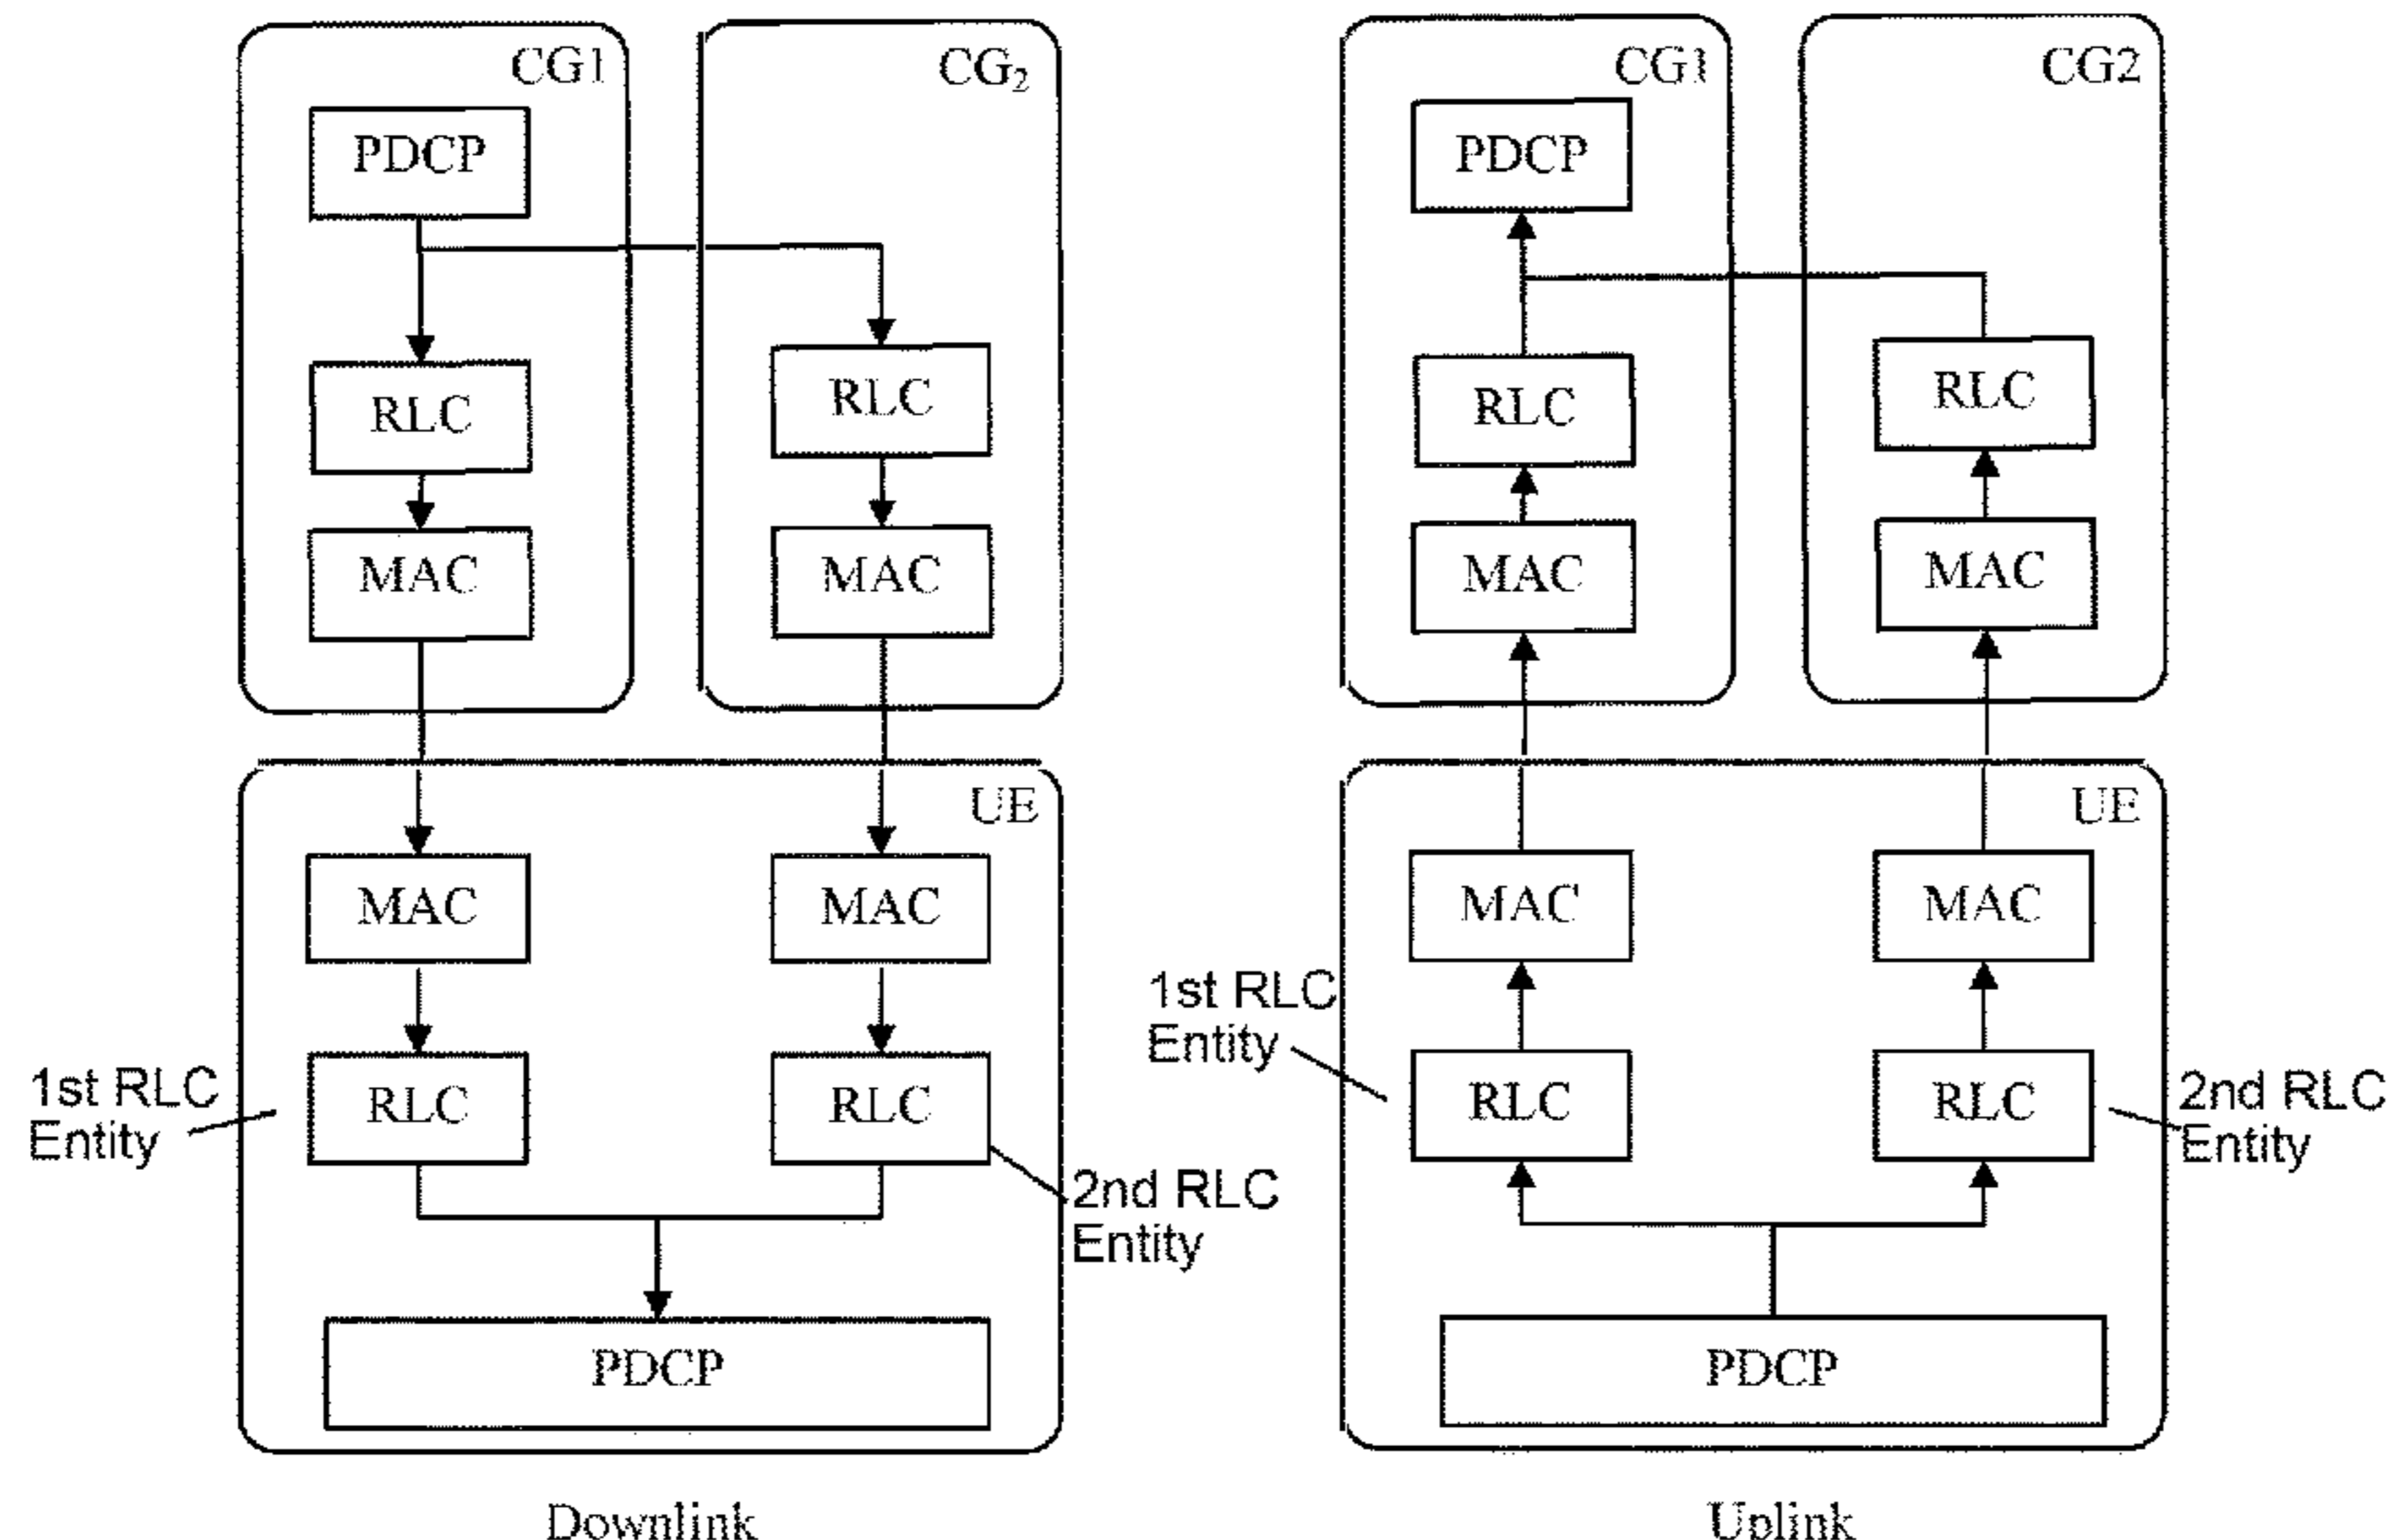 CG1
CG2
PDCP
RLC
RLC
MAC
MAC
UE
MAC
MAC
1st RLC
Entity
RLC
RLC
2nd RLC
Entity
PDCP
Downlink
CG1
CG2
PDCP
RLC
RLC
MAC
MAC
UE
MAC
MAC
1st RLC
Entity
RLC
RLC
2nd RLC
Entity
PDCP
Uplink